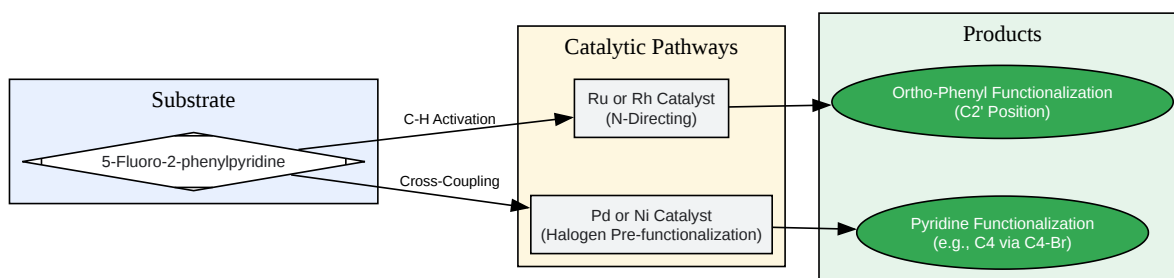 Substrate
5-Fluoro-2-phenylpyridine
C-H Activation
Cross-Coupling
Catalytic Pathways
Ru or Rh Catalyst
(N-Directing)
Pd or Ni Catalyst
(Halogen Pre-functionalization)
Products
Ortho-Phenyl Functionalization
(C2' Position)
Pyridine Functionalization
(e.g., C4 via C4-Br)